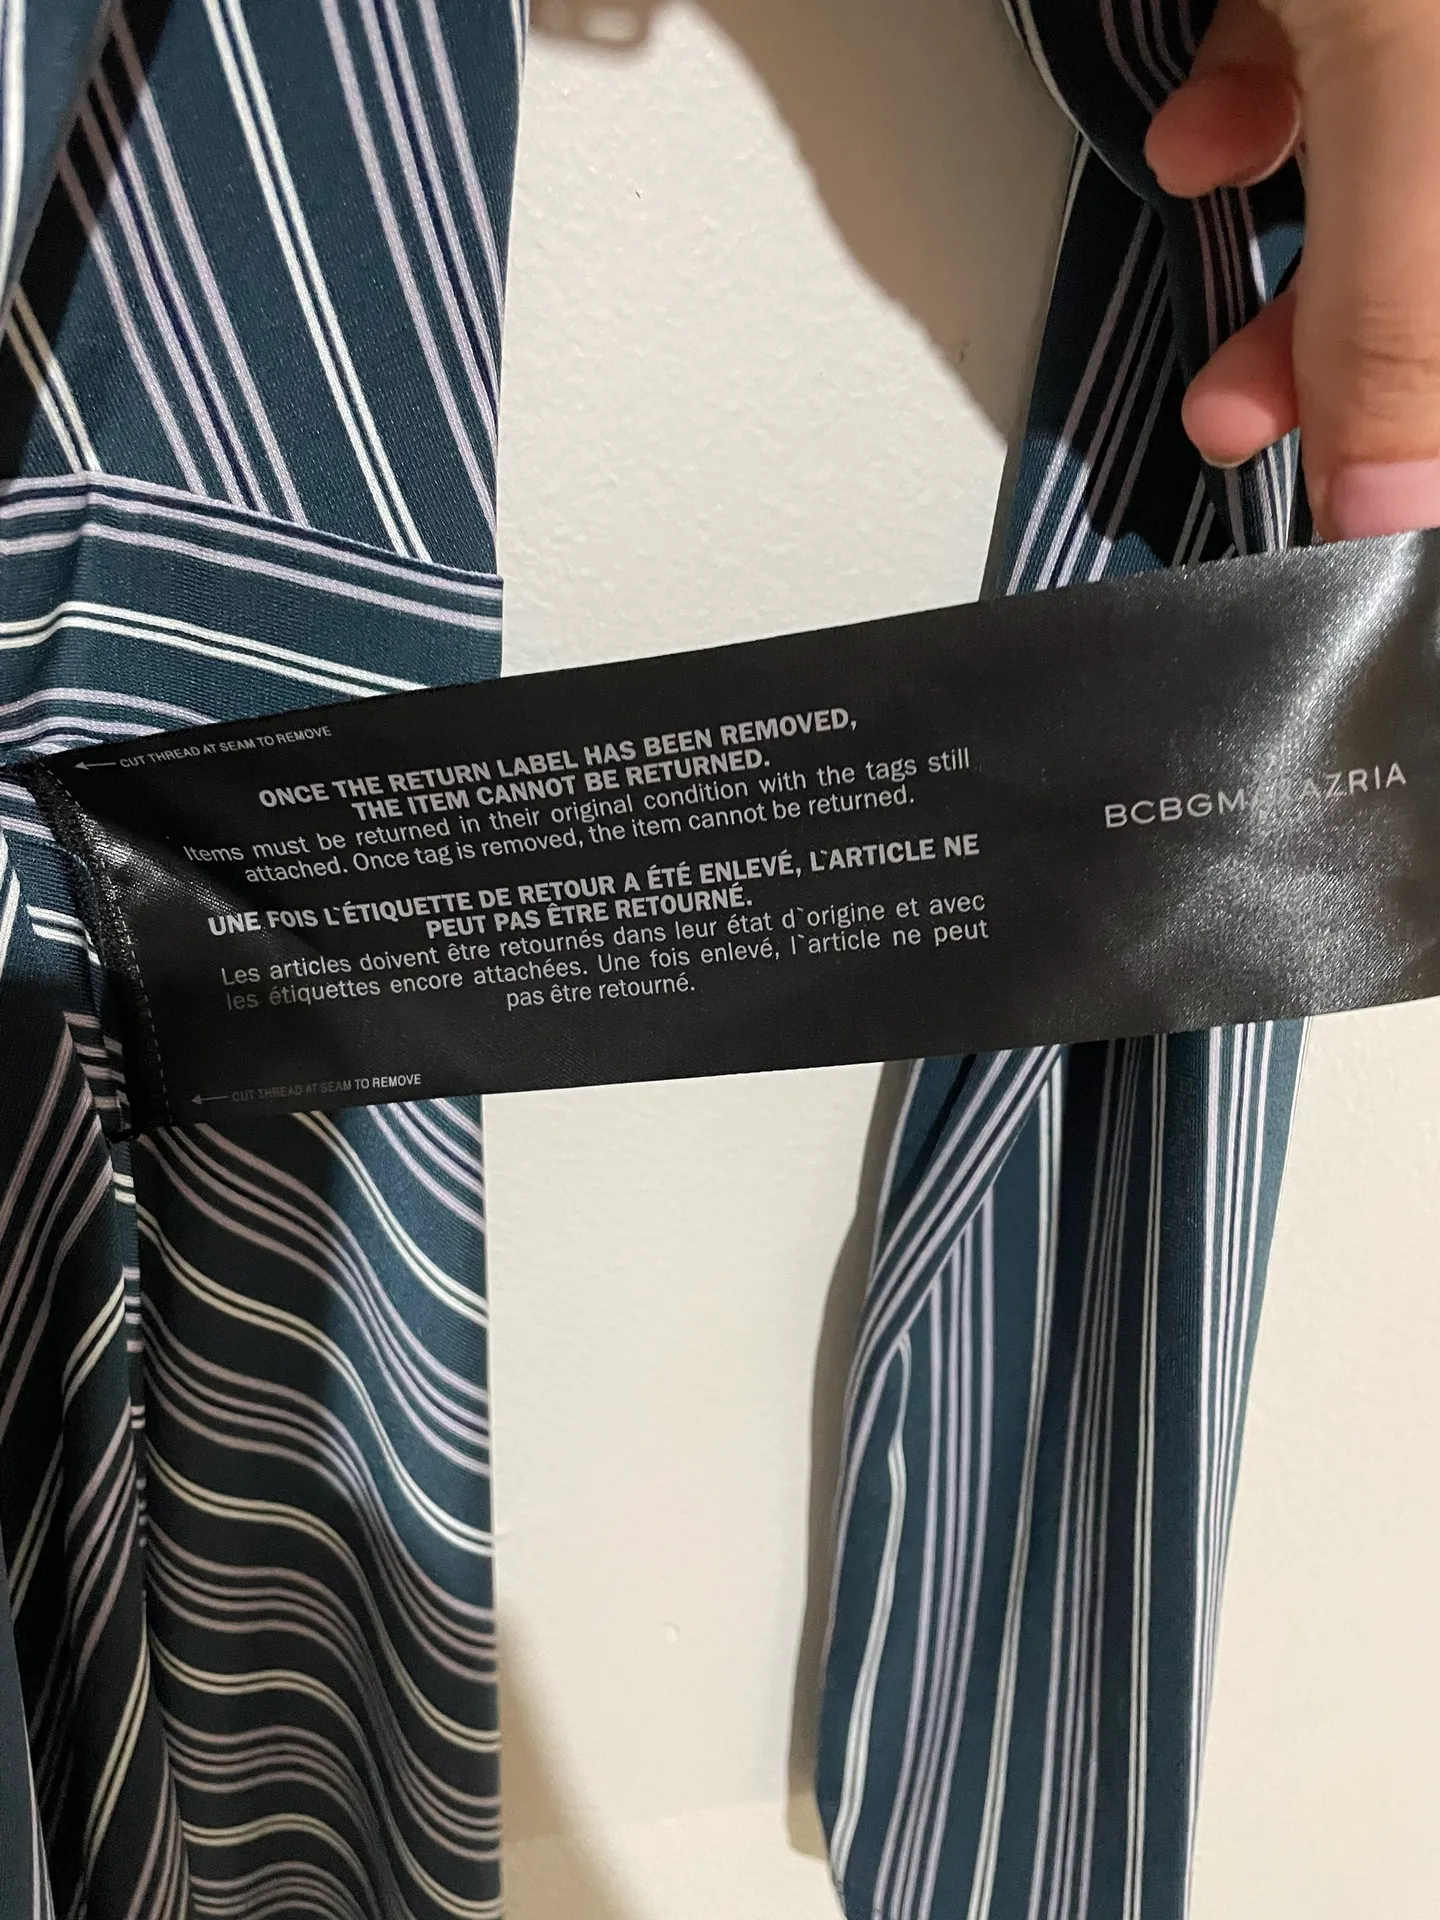 CUT THREAD AT SEAM TO REMOVE
ONCE THE RETURN LABEL HAS BEEN REMOVED,
THE ITEM CANNOT BE RETURNED.
Items must be returned in their original condition with the tags still
attached. Once tag is removed, the item cannot be returned.
UNE FOIS L`ÉTIQUETTE DE RETOUR A ÉTÉ ENLEVÉ, L`ARTICLE NE
PEUT PAS ÊTRE RETOURNÉ.
Les articles doivent être retournés dans leur état d`origine et avec
les étiquettes encore attachées. Une fois enlevé, l`article ne peut
pas être retourné.
CUT THREAD AT SEAM TO REMOVE
BCBGMAXAZRIA